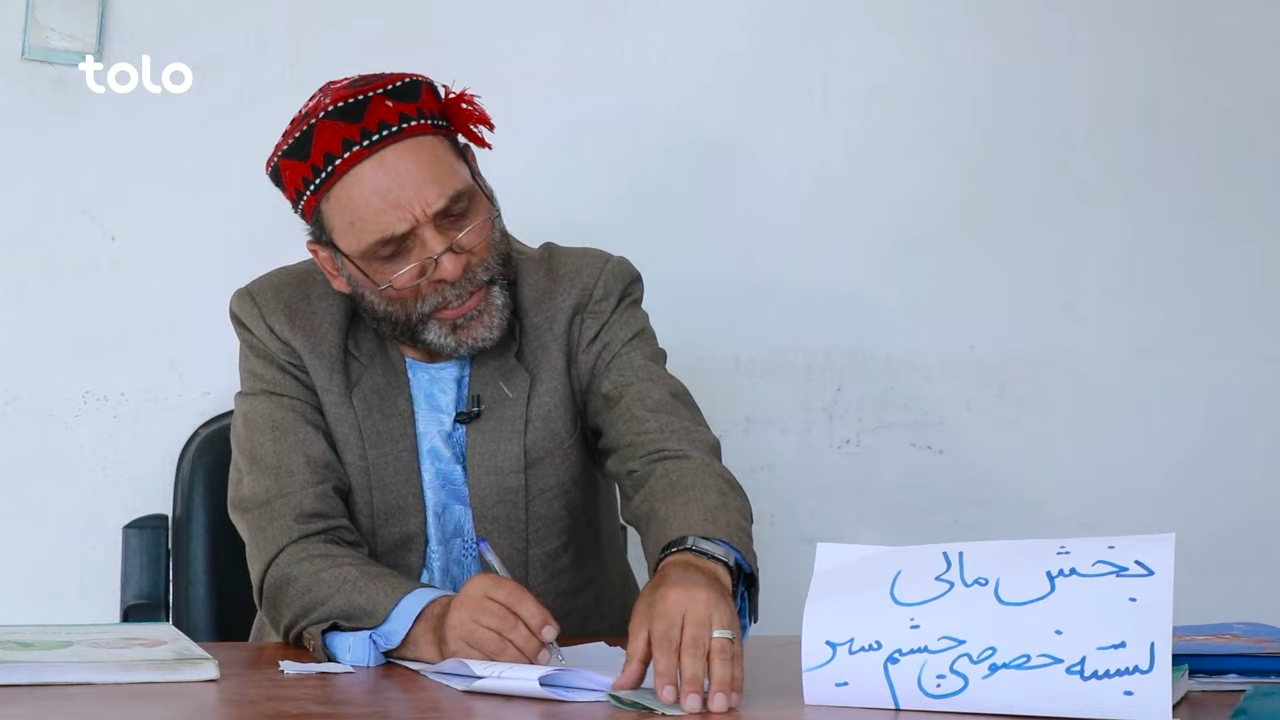 tolo
بخش مالی
لیسه خصوصی چشم سیر